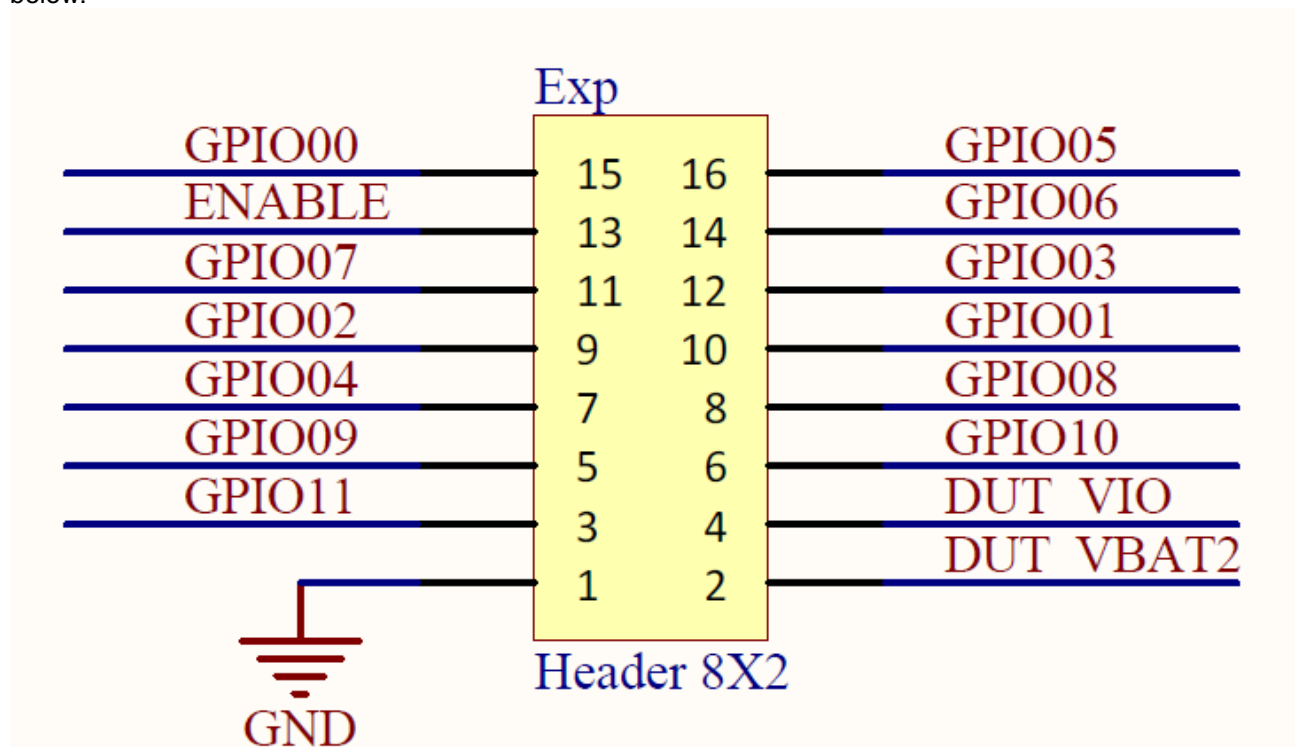 below.
Exp
GPIO00 15 16 GPIO05
ENABLE 13 14 GPIO06
GPIO07 11 12 GPIO03
GPIO02 9 10 GPIO01
GPIO04 7 8 GPIO08
GPIO09 5 6 GPIO10
GPIO11 3 4 DUT VIO
1 2 DUT VBAT2
Header 8X2
GND